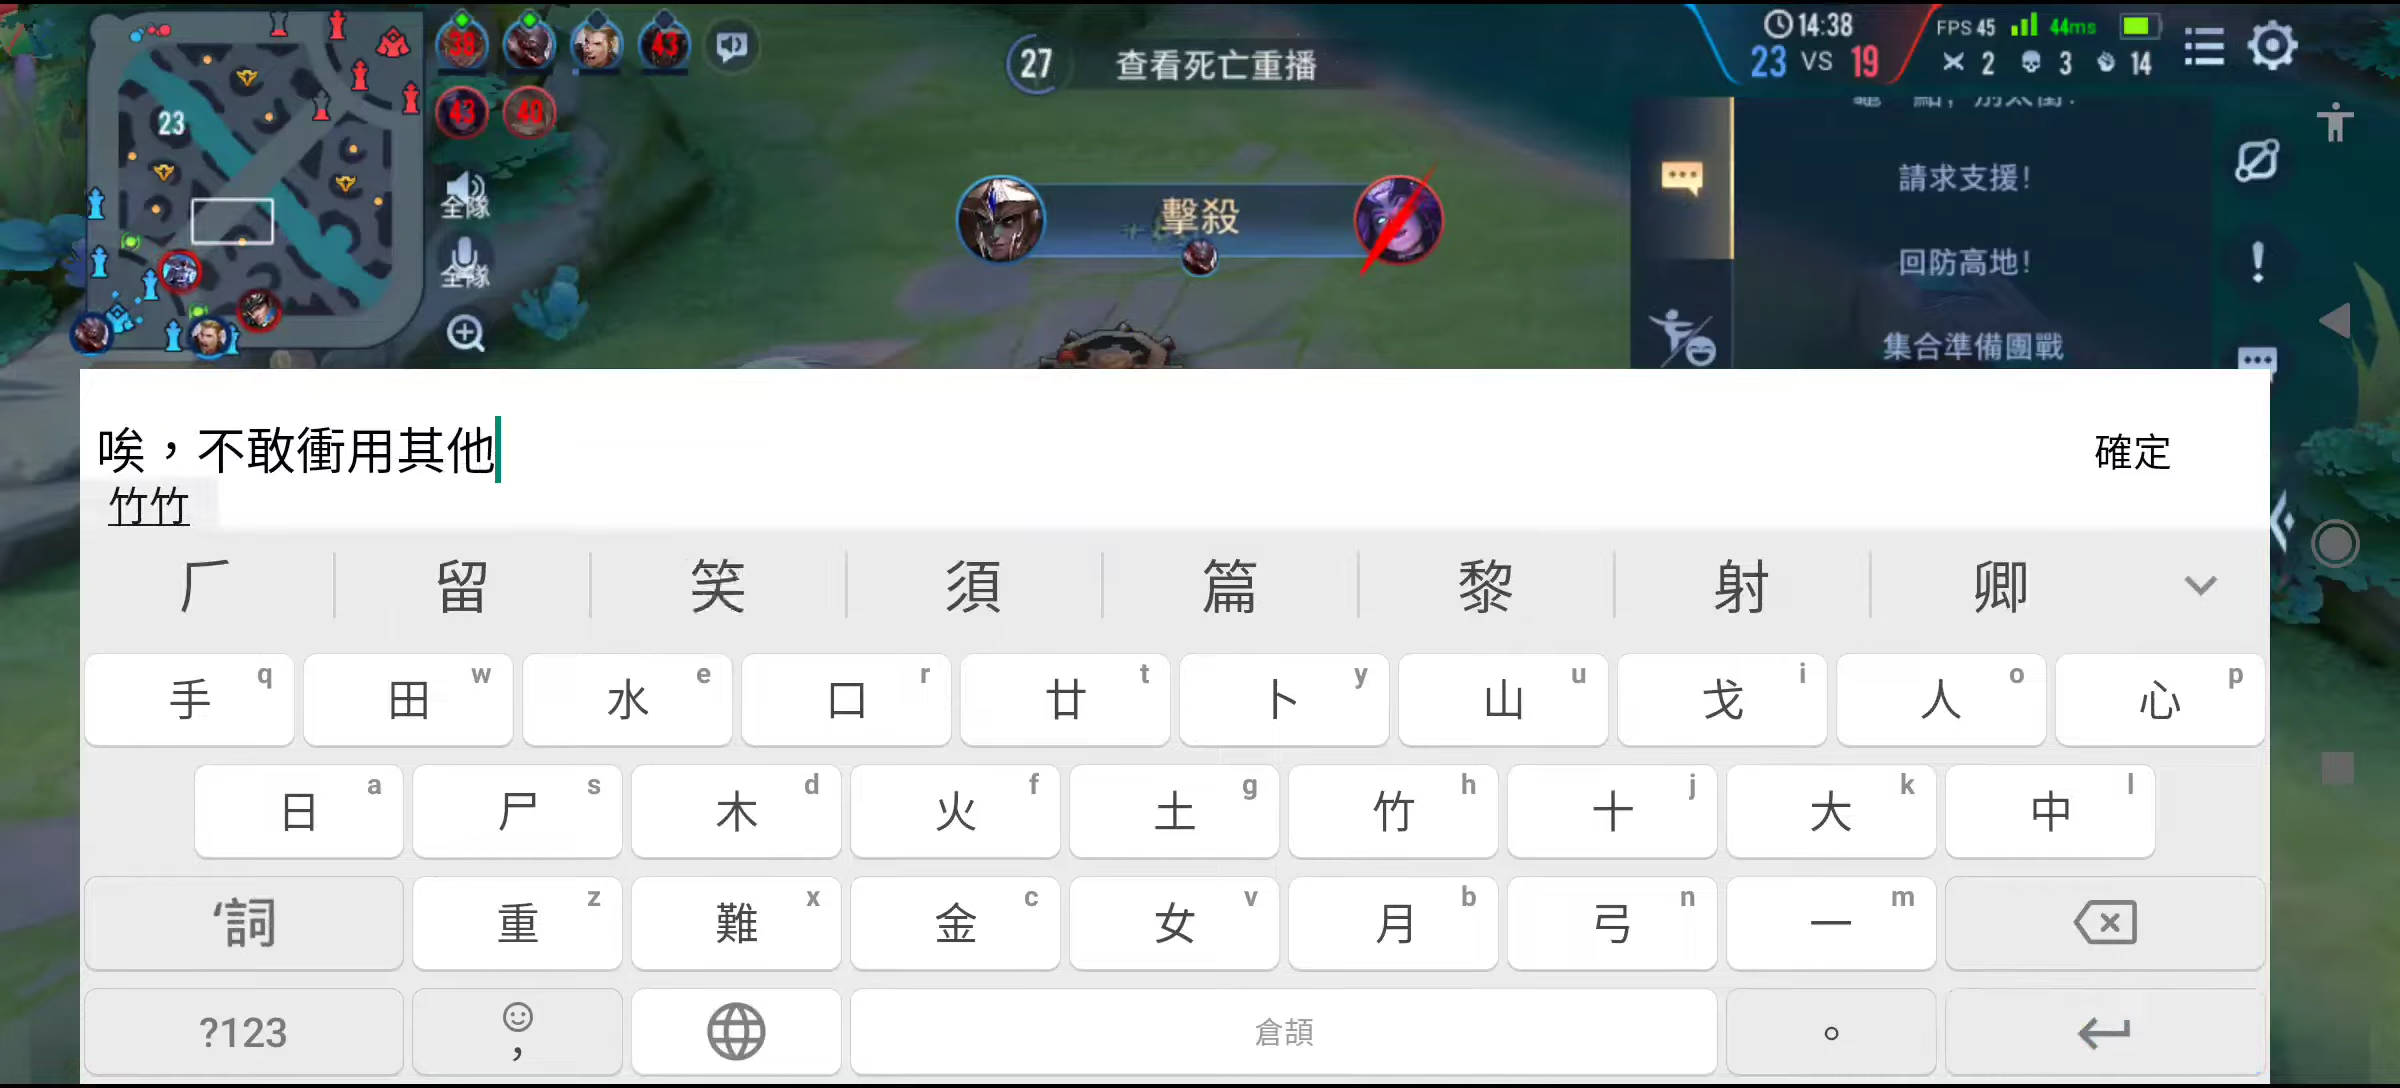 38
43
43
40
23
全隊
全隊
27 查看死亡重播
擊殺
14:38
23 VS 19
FPS 45 44ms
2 3 14
請求支援！
回防高地！
集合準備團戰
唉，不敢衝用其他
確定
竹竹
厂 留 笑 須 篇 黎 射 卿
手 q 田 w 水 e 口 r 廿 t 卜 y 山 u 戈 i 人 o 心 p
日 a 尸 s 木 d 火 f 土 g 竹 h 十 j 大 k 中 l
‘詞 重 z 難 x 金 c 女 v 月 b 弓 n 一 m
?123 ， 倉頡 。